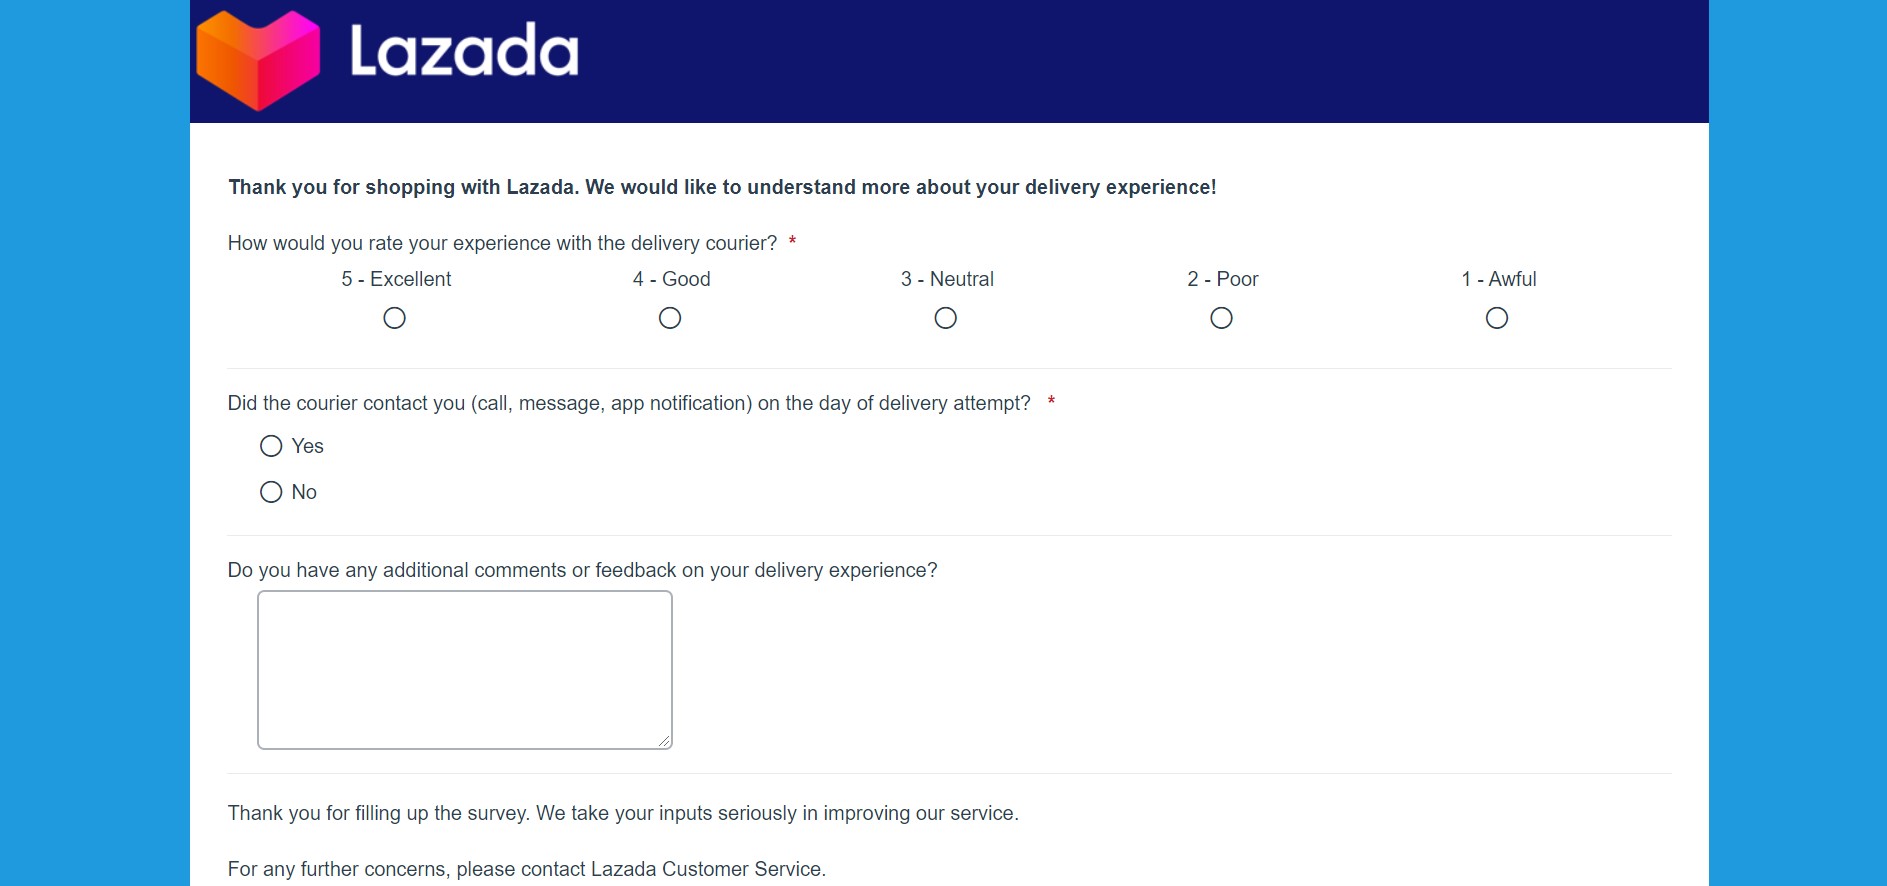 Lazada
Thank you for shopping with Lazada. We would like to understand more about your delivery experience!
How would you rate your experience with the delivery courier? *
5 - Excellent 4 - Good 3 - Neutral 2 - Poor 1 - Awful
Did the courier contact you (call, message, app notification) on the day of delivery attempt? *
Yes
No
Do you have any additional comments or feedback on your delivery experience?
Thank you for filling up the survey. We take your inputs seriously in improving our service.
For any further concerns, please contact Lazada Customer Service.